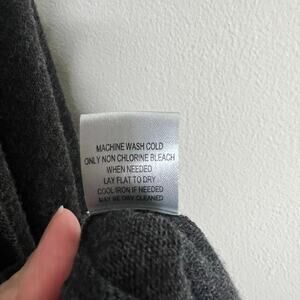 MACHINE WASH COLD
ONLY NON CHLORINE BLEACH
WHEN NEEDED
LAY FLAT TO DRY
COOL IRON IF NEEDED
MAY BE DRY CLEANED